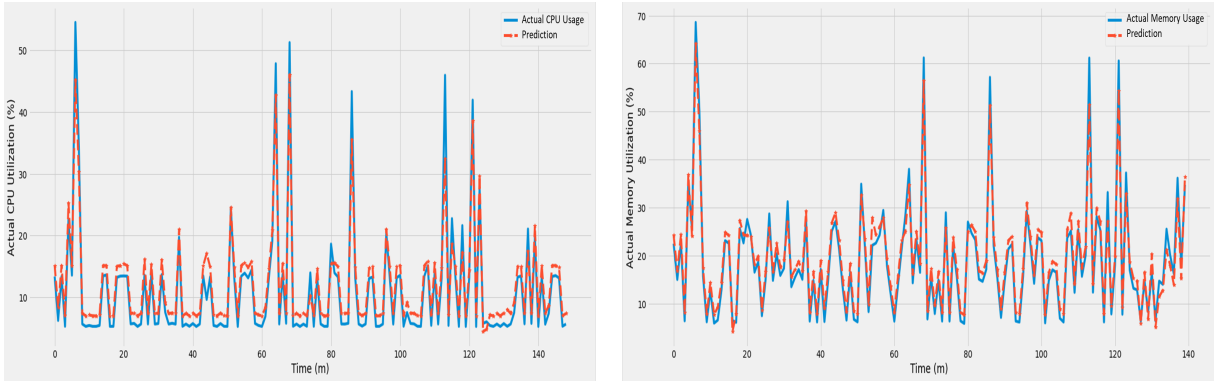 Actual CPU Usage
Prediction
50
40
30
20
10
0 20 40 60 80 100 120 140
Actual CPU Utilization (%)
Time (m)
Actual Memory Usage
Prediction
70
60
50
40
30
20
10
0 20 40 60 80 100 120 140
Actual Memory Utilization (%)
Time (m)